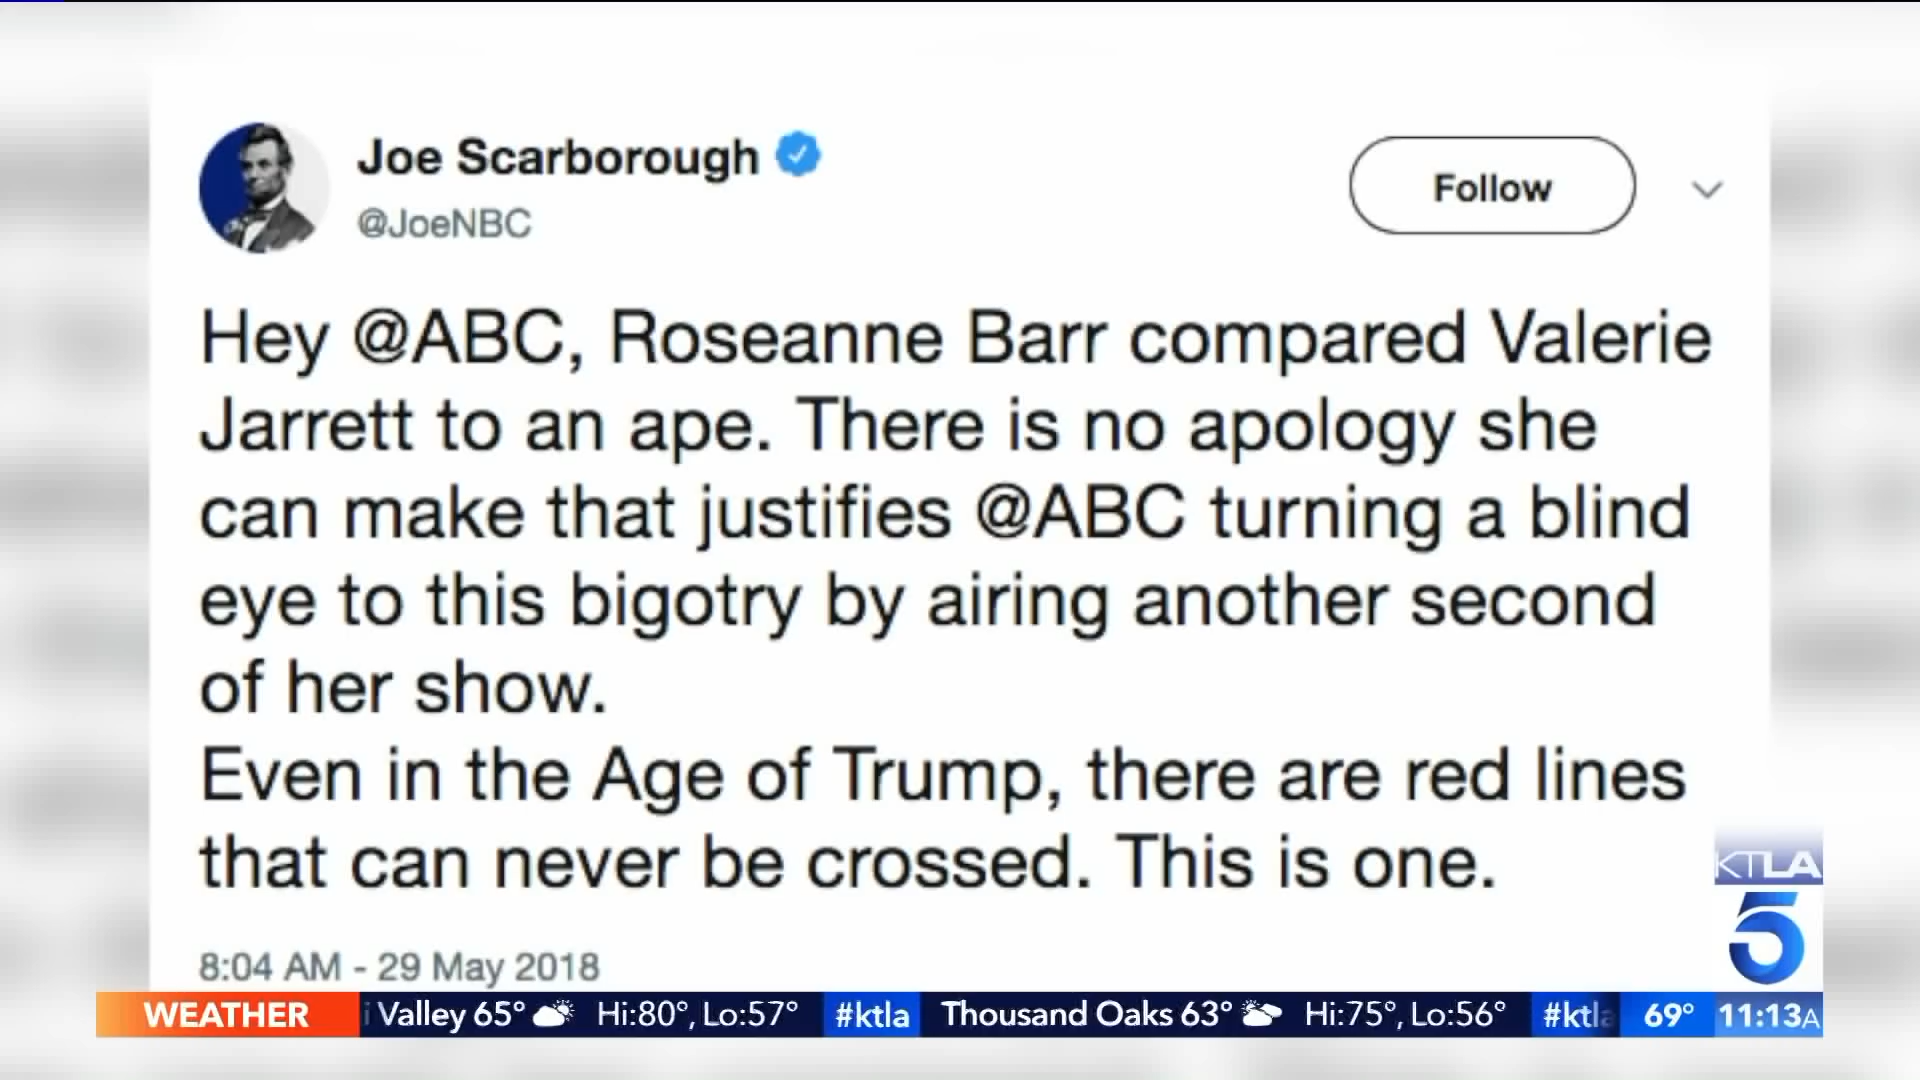 Joe Scarborough
@JoeNBC
Follow
Hey @ABC, Roseanne Barr compared Valerie
Jarrett to an ape. There is no apology she
can make that justifies @ABC turning a blind
eye to this bigotry by airing another second
of her show.
Even in the Age of Trump, there are red lines
that can never be crossed. This is one.
8:04 AM - 29 May 2018
KTLA
5
WEATHER i Valley 65° Hi:80°, Lo:57° #ktla Thousand Oaks 63° Hi:75°, Lo:56° #ktla 69° 11:13A